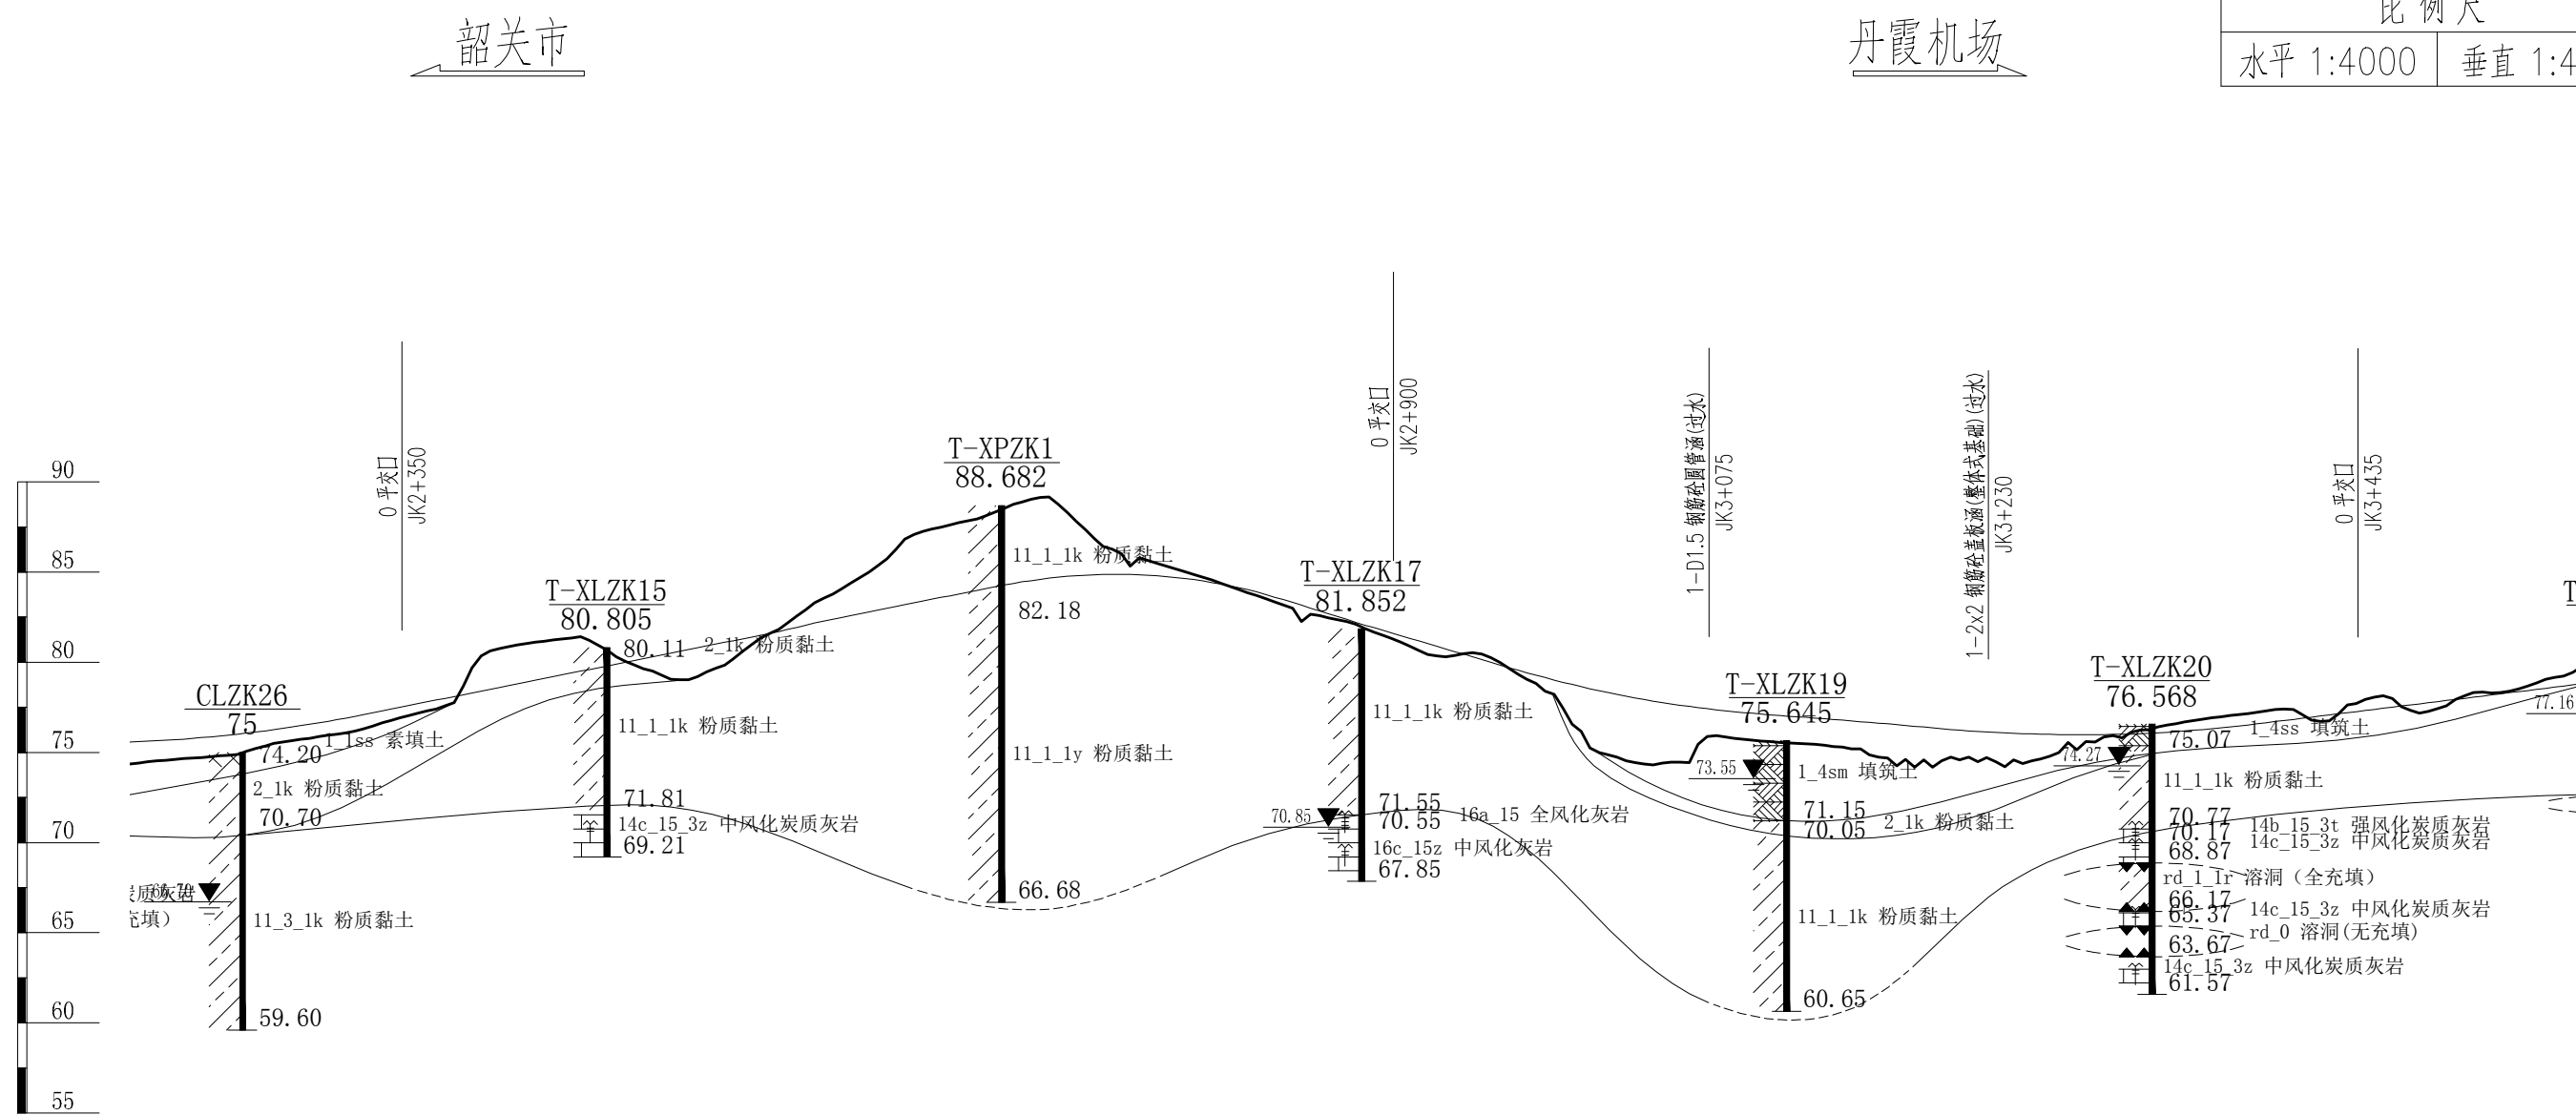 韶关市
丹霞机场
比 例 尺
水平 1:4000
垂直 1:4
0 平交口
JK2+350
0 平交口
JK2+900
1-D1.5 钢筋砼圆管涵(过水)
JK3+075
1-2x2 钢筋砼盖板涵(整体式基础)(过水)
JK3+230
0 平交口
JK3+435
90
85
80
75
70
65
60
55
CLZK26
75
74.20
1_1ss 素填土
2_1k 粉质黏土
70.70
质灰岩
充填）
11_3_1k 粉质黏土
59.60
T-XLZK15
80.805
80.11
2_1k 粉质黏土
11_1_1k 粉质黏土
71.81
14c_15_3z 中风化炭质灰岩
69.21
T-XPZK1
88.682
11_1_1k 粉质黏土
82.18
11_1_1y 粉质黏土
66.68
T-XLZK17
81.852
11_1_1k 粉质黏土
70.85
71.55
70.55
16a_15 全风化灰岩
16c_15z 中风化灰岩
67.85
T-XLZK19
75.645
73.55
1_4sm 填筑土
71.15
70.05
2_1k 粉质黏土
11_1_1k 粉质黏土
60.65
T-XLZK20
76.568
74.27
75.07
1_4ss 填筑土
11_1_1k 粉质黏土
70.77
14b_15_3t 强风化炭质灰岩
70.17
14c_15_3z 中风化炭质灰岩
68.87
rd_1_1r 溶洞（全充填）
66.17
65.37
14c_15_3z 中风化炭质灰岩
rd_0 溶洞(无充填)
63.67
14c_15_3z 中风化炭质灰岩
61.57
77.16
T